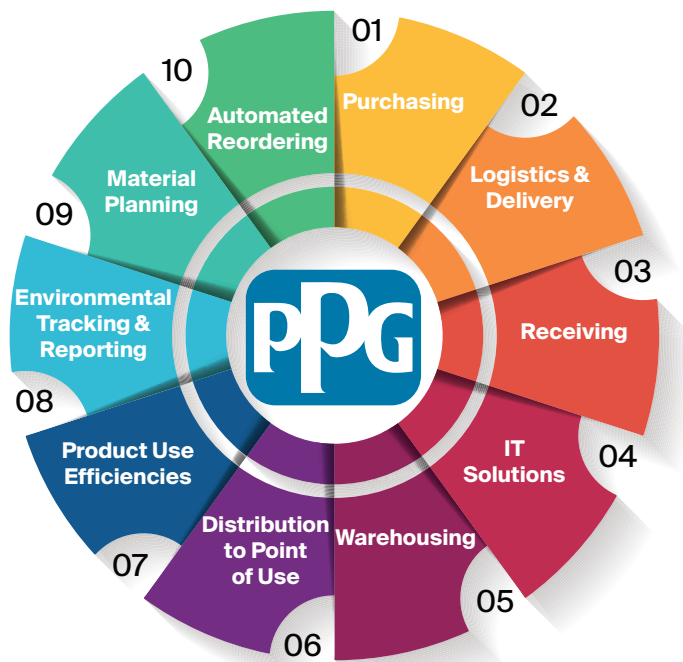 01
Purchasing
02
Logistics &
Delivery
03
Receiving
04
IT
Solutions
05
Warehousing
06
Distribution
to Point
of Use
07
Product Use
Efficiencies
08
Environmental
Tracking &
Reporting
09
Material
Planning
10
Automated
Reordering
PPG